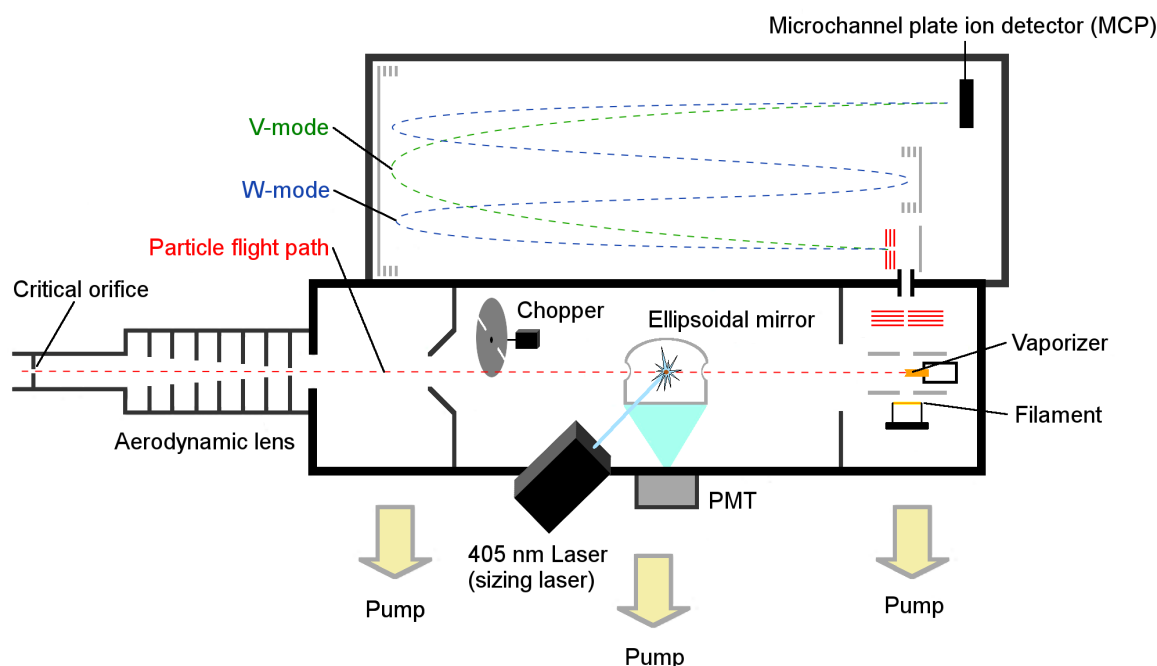 Microchannel plate ion detector (MCP)
V-mode
W-mode
Particle flight path
Critical orifice
Chopper
Ellipsoidal mirror
Vaporizer
Filament
Aerodynamic lens
PMT
405 nm Laser
(sizing laser)
Pump
Pump
Pump